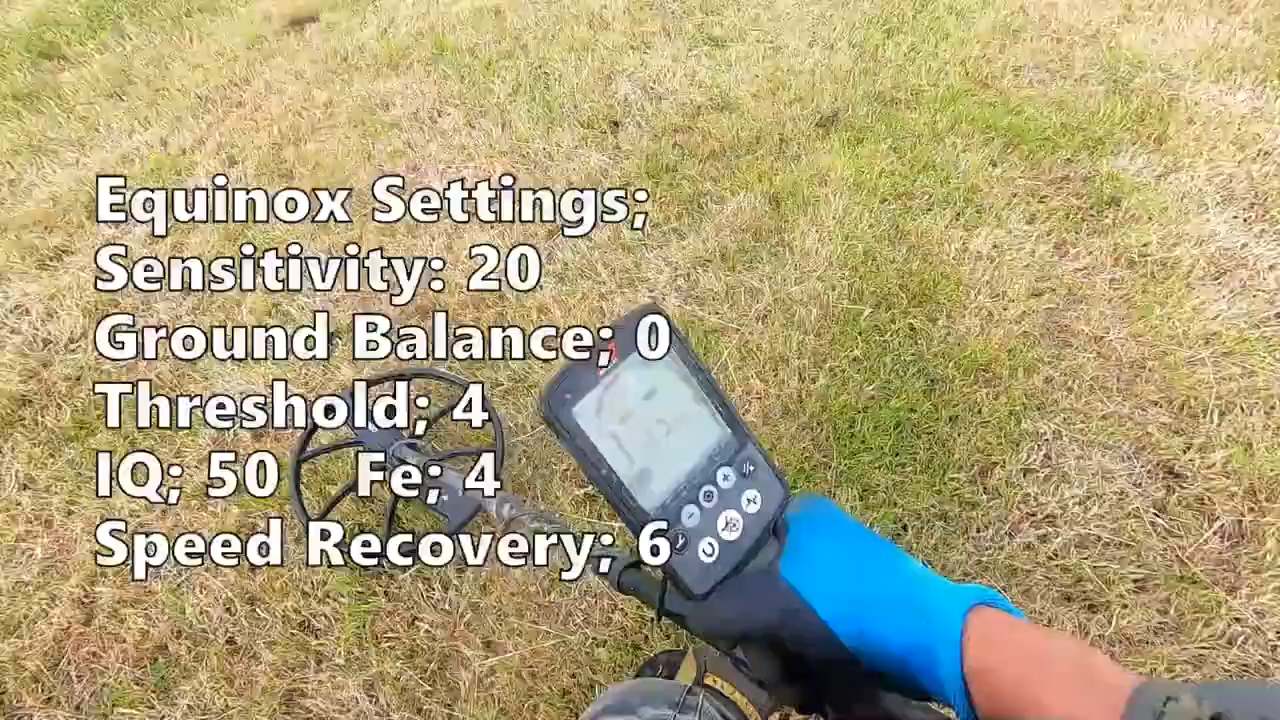 Equinox Settings;
Sensitivity: 20
Ground Balance; 0
Threshold; 4
IQ; 50 Fe; 4
Speed Recovery; 6